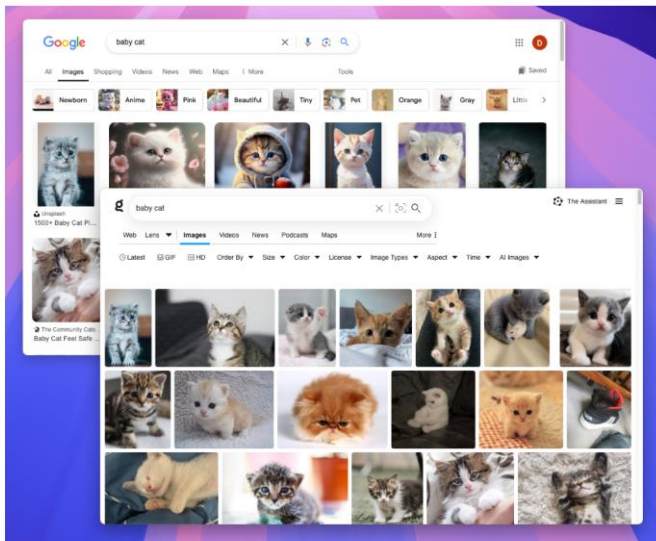 Google
baby cat
D
All Images Shopping Videos News Web Maps More Tools Saved
Newborn Anime Pink Beautiful Tiny Pet Orange Gray Little
Unsplash
1500+ Baby Cat Pi...
The Community Cats
Baby Cat Feel Safe ...
g
baby cat
The Assistant
Web Lens Images Videos News Podcasts Maps More
Latest GIF HD Order By Size Color License Image Types Aspect Time AI Images